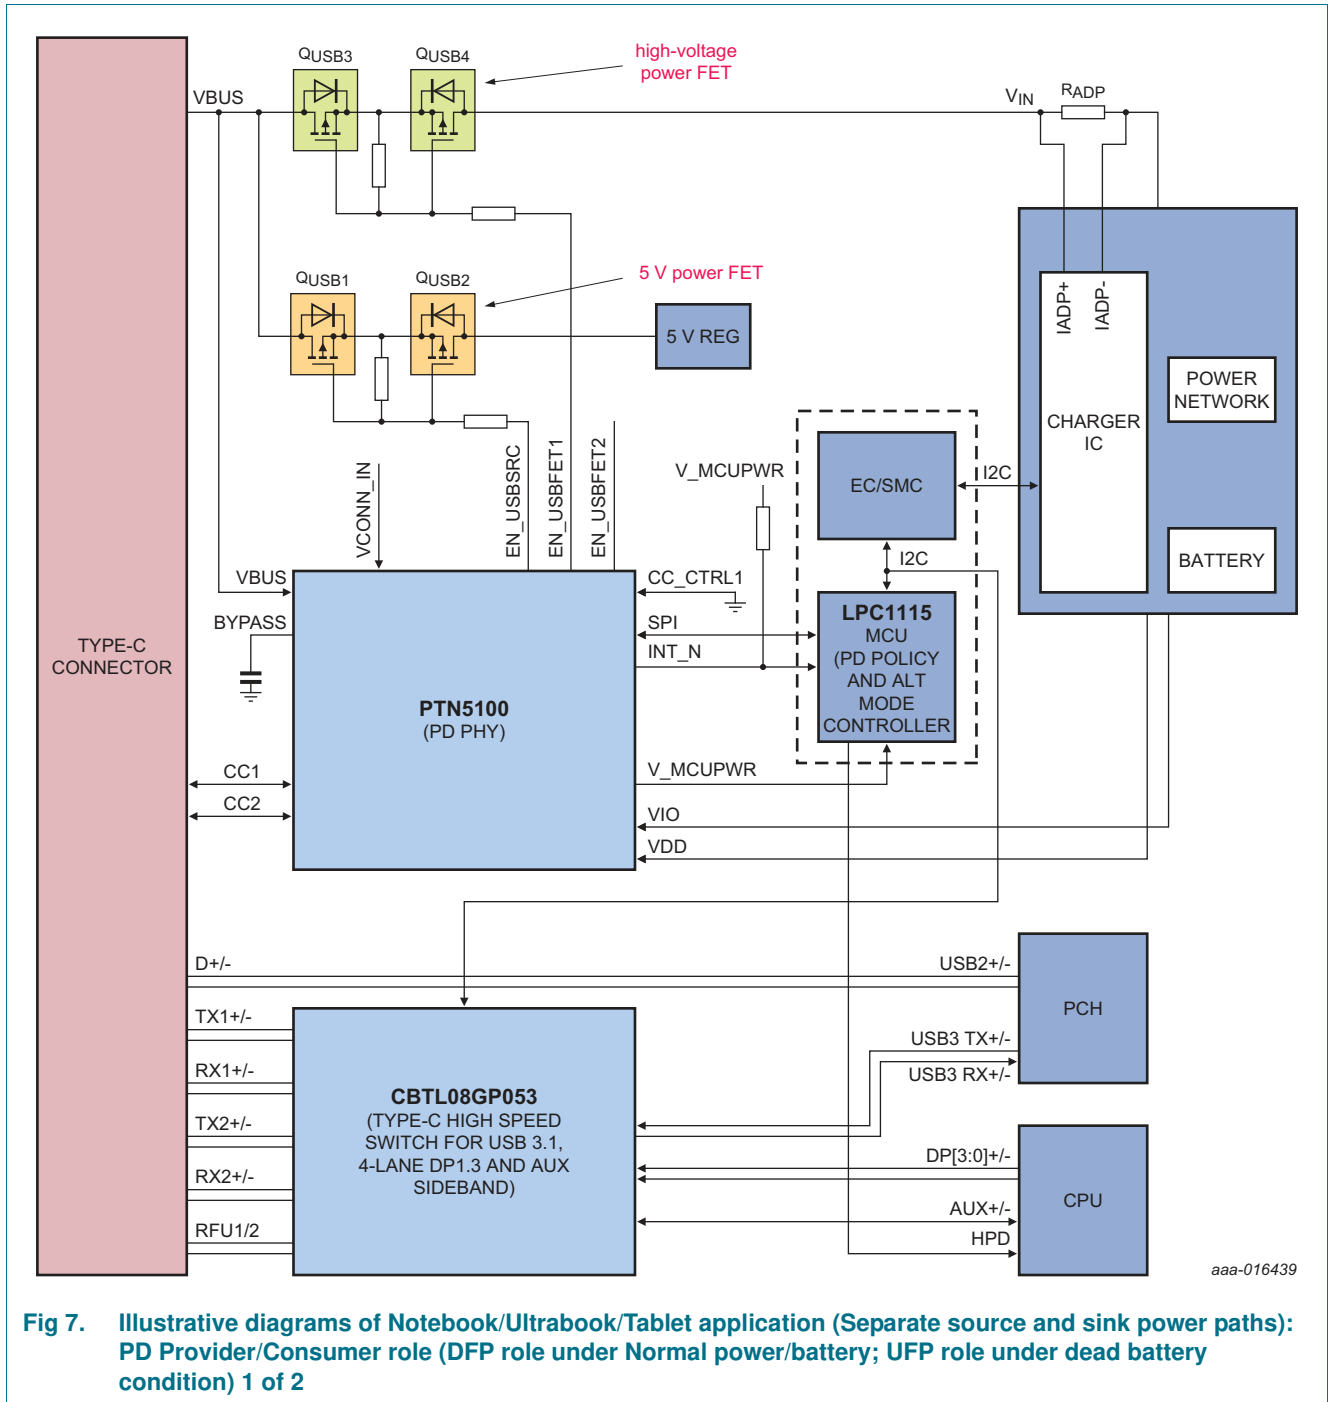 QUSB3
QUSB4
high-voltage
power FET
VBUS
VIN
RADP
QUSB1
QUSB2
5 V power FET
5 V REG
IADP+
IADP-
CHARGER
IC
POWER
NETWORK
BATTERY
VCONN_IN
EN_USBSRC
EN_USBFET1
EN_USBFET2
V_MCUPWR
EC/SMC
I2C
I2C
VBUS
BYPASS
CC_CTRL1
SPI
INT_N
LPC1115
MCU
(PD POLICY
AND ALT
MODE
CONTROLLER
TYPE-C
CONNECTOR
PTN5100
(PD PHY)
CC1
CC2
V_MCUPWR
VIO
VDD
D+/-
USB2+/-
PCH
TX1+/-
RX1+/-
TX2+/-
RX2+/-
RFU1/2
USB3 TX+/-
USB3 RX+/-
CBTL08GP053
(TYPE-C HIGH SPEED
SWITCH FOR USB 3.1,
4-LANE DP1.3 AND AUX
SIDEBAND)
DP[3:0]+/-
AUX+/-
HPD
CPU
aaa-016439
Fig 7. Illustrative diagrams of Notebook/Ultrabook/Tablet application (Separate source and sink power paths):
PD Provider/Consumer role (DFP role under Normal power/battery; UFP role under dead battery
condition) 1 of 2